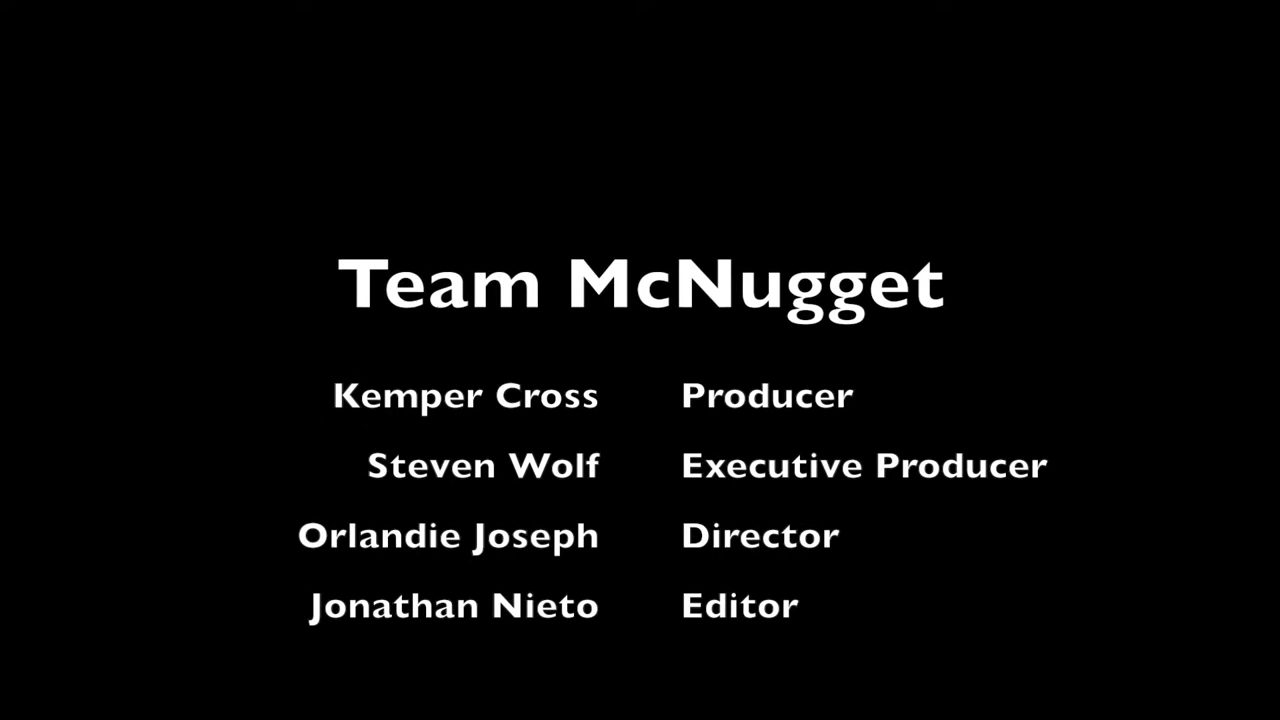 Team McNugget
Kemper Cross Producer
Steven Wolf Executive Producer
Orlandie Joseph Director
Jonathan Nieto Editor